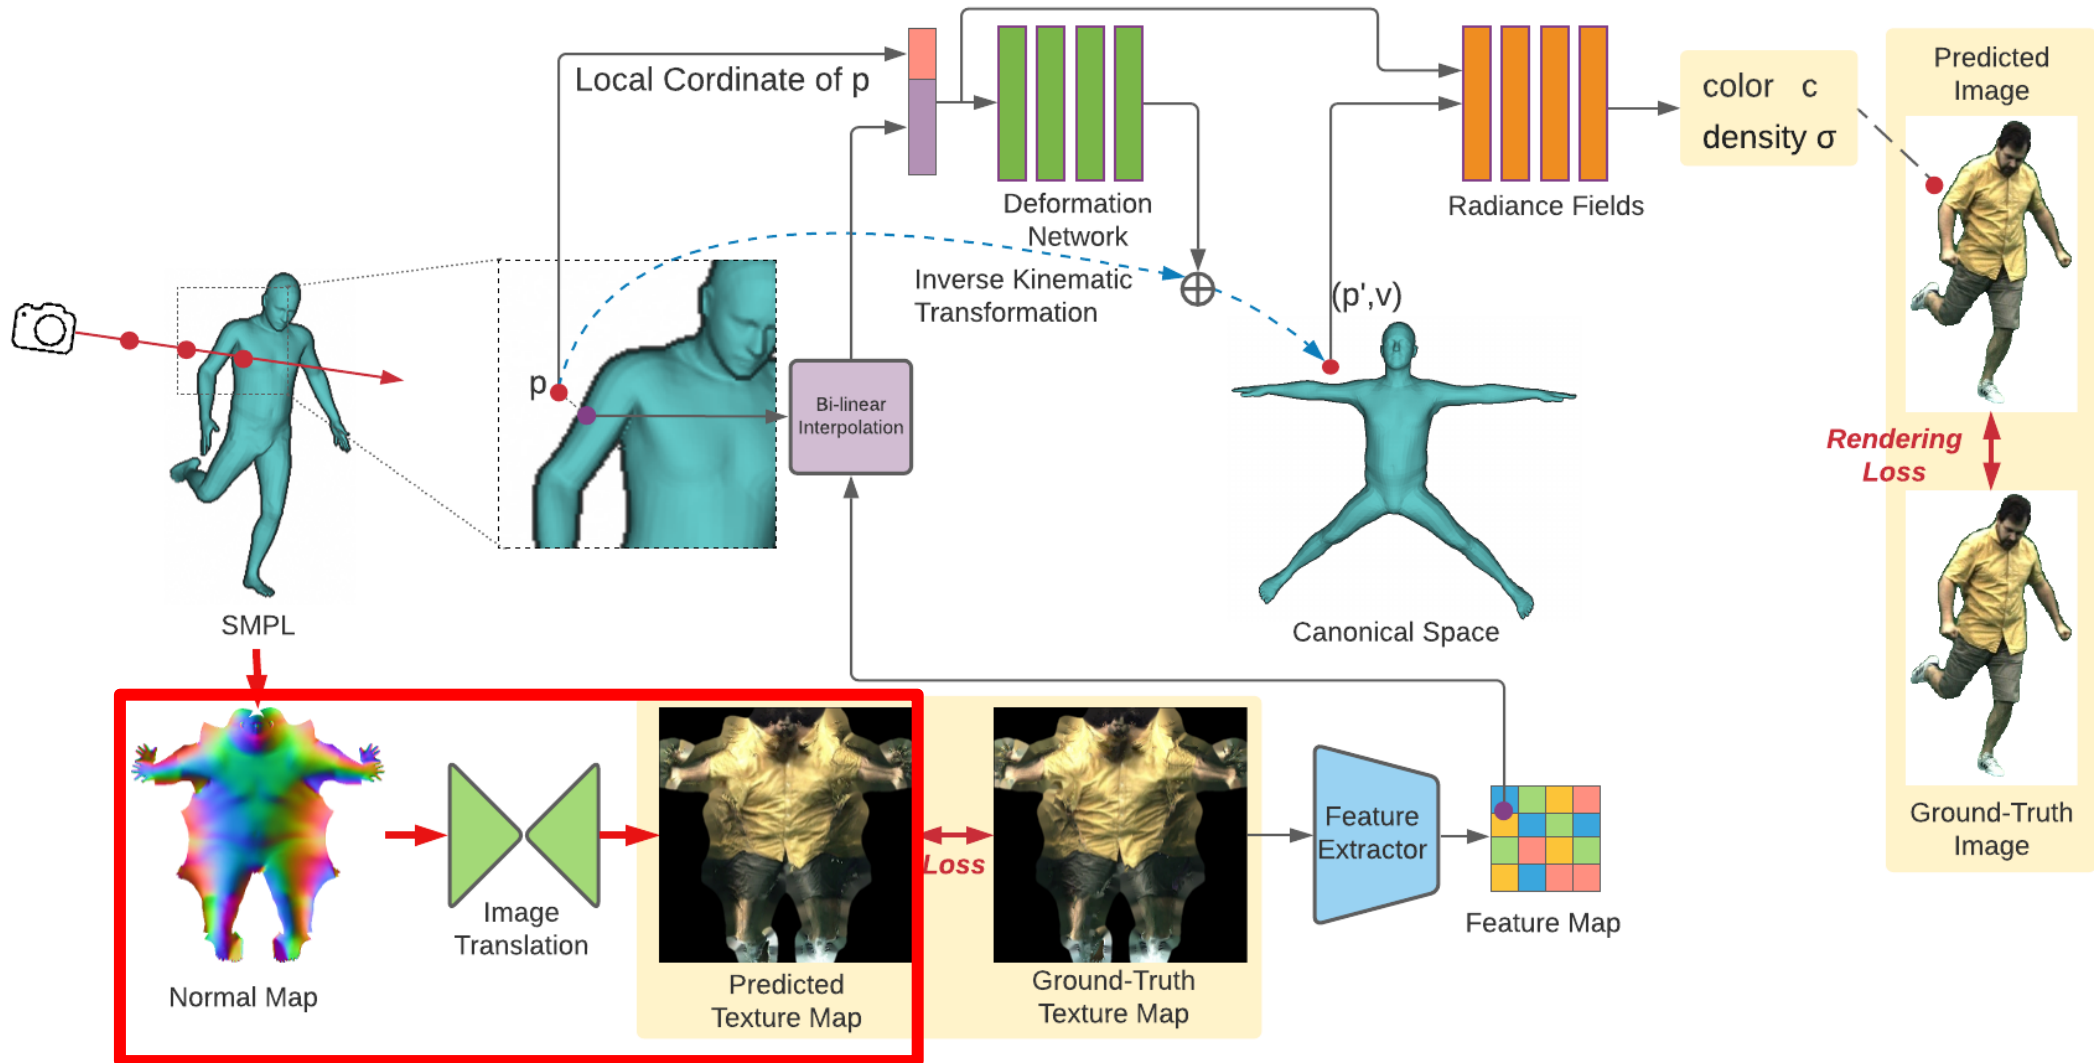 Local Cordinate of p
Deformation
Network
Radiance Fields
color c
density σ
Predicted
Image
Inverse Kinematic
Transformation
(p',v)
p
Bi-linear
Interpolation
Rendering
Loss
SMPL
Canonical Space
Ground-Truth
Image
Normal Map
Image
Translation
Predicted
Texture Map
Loss
Ground-Truth
Texture Map
Feature
Extractor
Feature Map